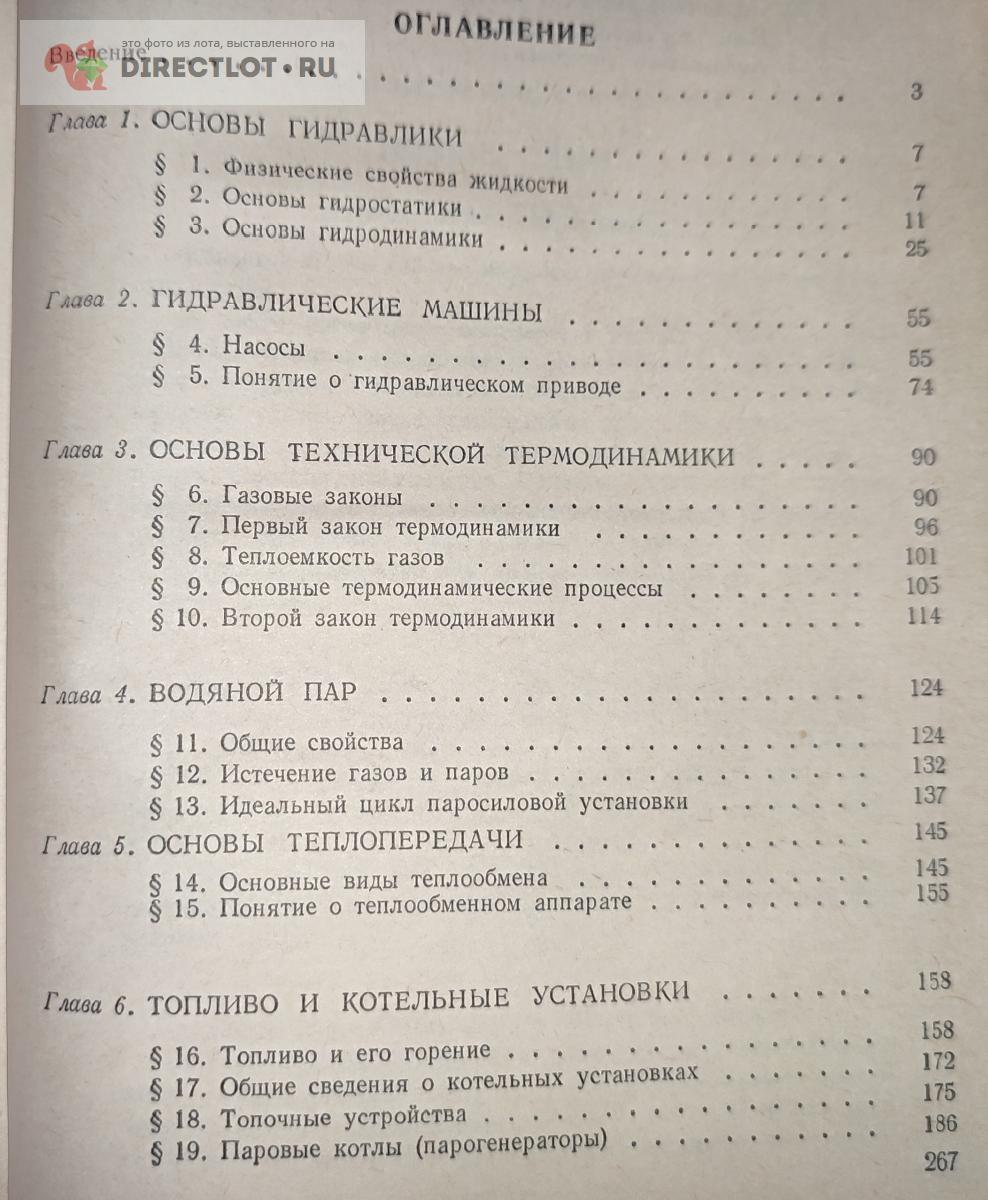 ОГЛАВЛЕНИЕ
это фото из лота, выставленного на
DIRECTLOT.RU
Введение . . . . . . . . . . . . . . . . . . . . 3
Глава 1. ОСНОВЫ ГИДРАВЛИКИ . . . . . . . . . . . . . . . 7
§ 1. Физические свойства жидкости . . . . . . . . . . . 7
§ 2. Основы гидростатики . . . . . . . . . . . . . . . . 11
§ 3. Основы гидродинамики . . . . . . . . . . . . . . . 25
Глава 2. ГИДРАВЛИЧЕСКИЕ МАШИНЫ . . . . . . . . . . . . 55
§ 4. Насосы . . . . . . . . . . . . . . . . . . . . . 55
§ 5. Понятие о гидравлическом приводе . . . . . . . . . 74
Глава 3. ОСНОВЫ ТЕХНИЧЕСКОЙ ТЕРМОДИНАМИКИ . . . . . 90
§ 6. Газовые законы . . . . . . . . . . . . . . . . . . 90
§ 7. Первый закон термодинамики . . . . . . . . . . . 96
§ 8. Теплоемкость газов . . . . . . . . . . . . . . . . 101
§ 9. Основные термодинамические процессы . . . . . . . . 105
§ 10. Второй закон термодинамики . . . . . . . . . . . . 114
Глава 4. ВОДЯНОЙ ПАР . . . . . . . . . . . . . . . . . . . 124
§ 11. Общие свойства . . . . . . . . . . . . . . . . . . 124
§ 12. Истечение газов и паров . . . . . . . . . . . . . . 132
§ 13. Идеальный цикл паросиловой установки . . . . . . . 137
Глава 5. ОСНОВЫ ТЕПЛОПЕРЕДАЧИ . . . . . . . . . . . . . 145
§ 14. Основные виды теплообмена . . . . . . . . . . . . 145
§ 15. Понятие о теплообменном аппарате . . . . . . . . . 155
Глава 6. ТОПЛИВО И КОТЕЛЬНЫЕ УСТАНОВКИ . . . . . . . 158
§ 16. Топливо и его горение . . . . . . . . . . . . . . . 158
§ 17. Общие сведения о котельных установках . . . . . . . 172
§ 18. Топочные устройства . . . . . . . . . . . . . . . . 175
§ 19. Паровые котлы (парогенераторы) . . . . . . . . . . 186
267